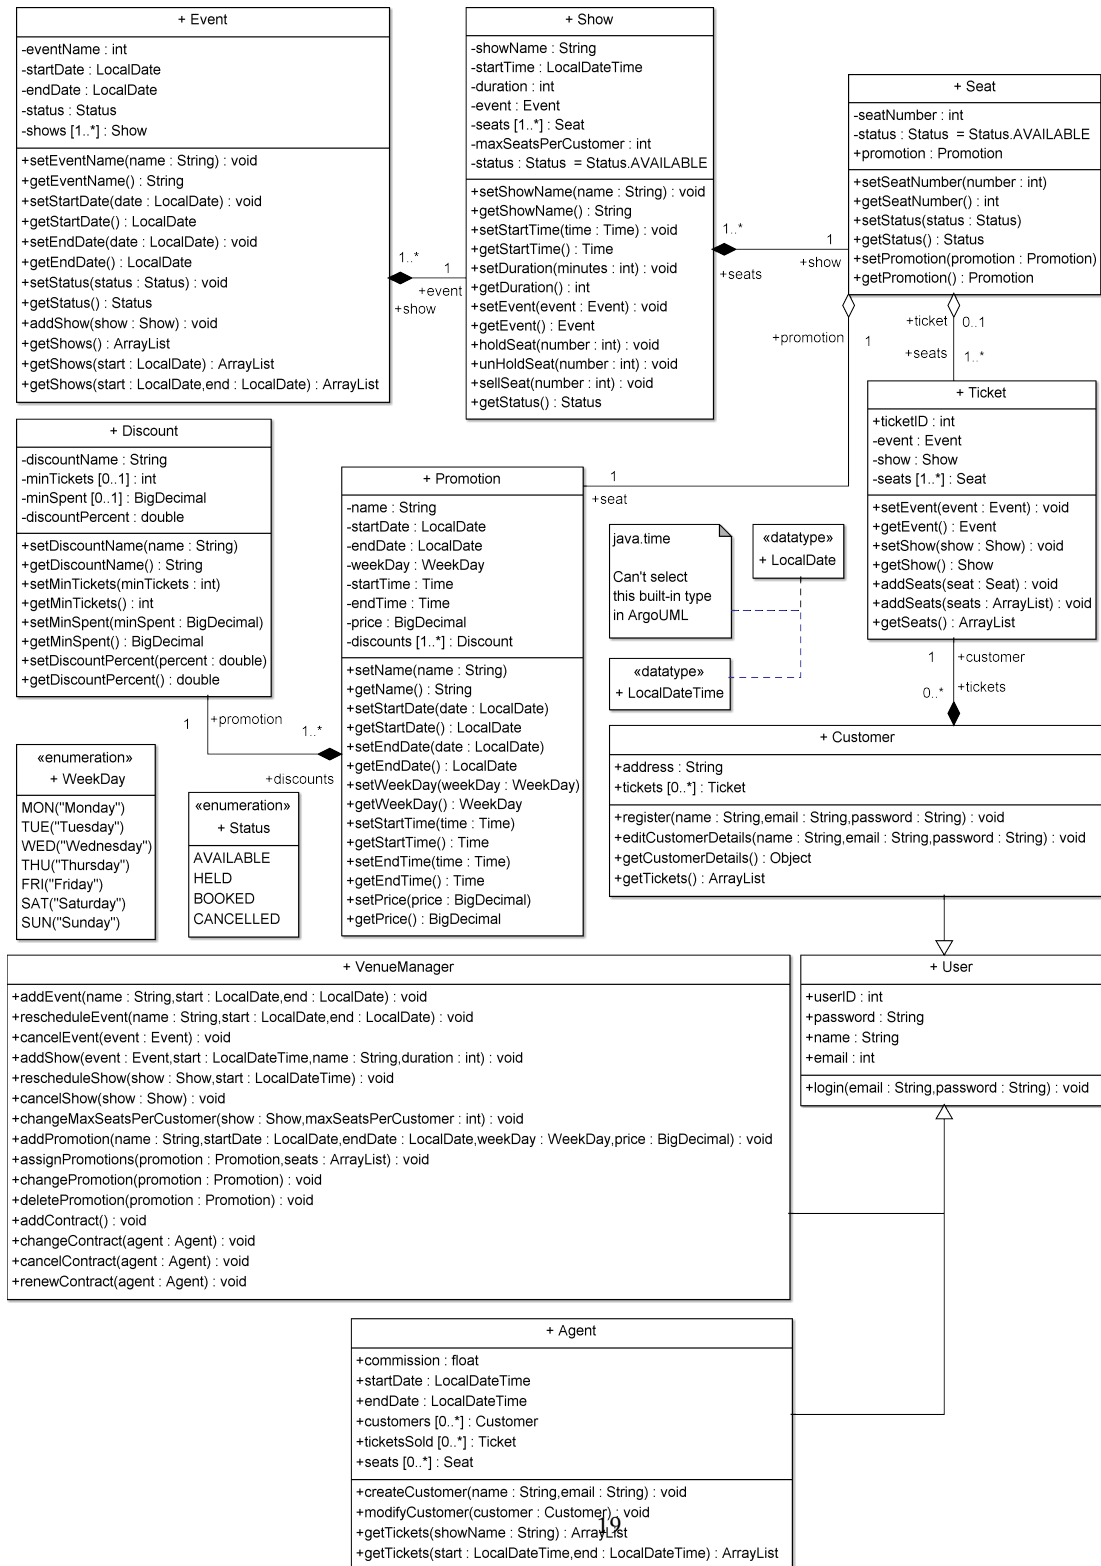 + Event
-eventName : int
-startDate : LocalDate
-endDate : LocalDate
-status : Status
-shows [1..*] : Show
+setEventName(name : String) : void
+getEventName() : String
+setStartDate(date : LocalDate) : void
+getStartDate() : LocalDate
+setEndDate(date : LocalDate) : void
+getEndDate() : LocalDate
+setStatus(status : Status) : void
+getStatus() : Status
+addShow(show : Show) : void
+getShows() : ArrayList
+getShows(start : LocalDate) : ArrayList
+getShows(start : LocalDate,end : LocalDate) : ArrayList
1..*
1
+event
+show
+ Show
-showName : String
-startTime : LocalDateTime
-duration : int
-event : Event
-seats [1..*] : Seat
-maxSeatsPerCustomer : int
-status : Status = Status.AVAILABLE
+setShowName(name : String) : void
+getShowName() : String
+setStartTime(time : Time) : void
+getStartTime() : Time
+setDuration(minutes : int) : void
+getDuration() : int
+setEvent(event : Event) : void
+getEvent() : Event
+holdSeat(number : int) : void
+unHoldSeat(number : int) : void
+sellSeat(number : int) : void
+getStatus() : Status
1..*
1
+show
+seats
+ Seat
-seatNumber : int
-status : Status = Status.AVAILABLE
+promotion : Promotion
+setSeatNumber(number : int)
+getSeatNumber() : int
+setStatus(status : Status)
+getStatus() : Status
+setPromotion(promotion : Promotion)
+getPromotion() : Promotion
+promotion
1
+ticket
0..1
+seats
1..*
+ Ticket
+ticketID : int
-event : Event
-show : Show
-seats [1..*] : Seat
+setEvent(event : Event) : void
+getEvent() : Event
+setShow(show : Show) : void
+getShow() : Show
+addSeats(seat : Seat) : void
+addSeats(seats : ArrayList) : void
+getSeats() : ArrayList
+ Discount
-discountName : String
-minTickets [0..1] : int
-minSpent [0..1] : BigDecimal
-discountPercent : double
+setDiscountName(name : String)
+getDiscountName() : String
+setMinTickets(minTickets : int)
+getMinTickets() : int
+setMinSpent(minSpent : BigDecimal)
+getMinSpent() : BigDecimal
+setDiscountPercent(percent : double)
+getDiscountPercent() : double
1
+promotion
1..*
+discounts
+ Promotion
-name : String
-startDate : LocalDate
-endDate : LocalDate
-weekDay : WeekDay
-startTime : Time
-endTime : Time
-price : BigDecimal
-discounts [1..*] : Discount
+setName(name : String)
+getName() : String
+setStartDate(date : LocalDate)
+getStartDate() : LocalDate
+setEndDate(date : LocalDate)
+getEndDate() : LocalDate
+setWeekDay(weekDay : WeekDay)
+getWeekDay() : WeekDay
+setStartTime(time : Time)
+getStartTime() : Time
+setEndTime(time : Time)
+getEndTime() : Time
+setPrice(price : BigDecimal)
+getPrice() : BigDecimal
1
+seat
java.time
Can't select
this built-in type
in ArgoUML
«datatype»
+ LocalDate
«datatype»
+ LocalDateTime
1
+customer
0..*
+tickets
«enumeration»
+ WeekDay
MON("Monday")
TUE("Tuesday")
WED("Wednesday")
THU("Thursday")
FRI("Friday")
SAT("Saturday")
SUN("Sunday")
«enumeration»
+ Status
AVAILABLE
HELD
BOOKED
CANCELLED
+ Customer
+address : String
+tickets [0..*] : Ticket
+register(name : String,email : String,password : String) : void
+editCustomerDetails(name : String,email : String,password : String) : void
+getCustomerDetails() : Object
+getTickets() : ArrayList
+ VenueManager
+addEvent(name : String,start : LocalDate,end : LocalDate) : void
+rescheduleEvent(name : String,start : LocalDate,end : LocalDate) : void
+cancelEvent(event : Event) : void
+addShow(event : Event,start : LocalDateTime,name : String,duration : int) : void
+rescheduleShow(show : Show,start : LocalDateTime) : void
+cancelShow(show : Show) : void
+changeMaxSeatsPerCustomer(show : Show,maxSeatsPerCustomer : int) : void
+addPromotion(name : String,startDate : LocalDate,endDate : LocalDate,weekDay : WeekDay,price : BigDecimal) : void
+assignPromotions(promotion : Promotion,seats : ArrayList) : void
+changePromotion(promotion : Promotion) : void
+deletePromotion(promotion : Promotion) : void
+addContract() : void
+changeContract(agent : Agent) : void
+cancelContract(agent : Agent) : void
+renewContract(agent : Agent) : void
+ User
+userID : int
+password : String
+name : String
+email : int
+login(email : String,password : String) : void
+ Agent
+commission : float
+startDate : LocalDateTime
+endDate : LocalDateTime
+customers [0..*] : Customer
+ticketsSold [0..*] : Ticket
+seats [0..*] : Seat
+createCustomer(name : String,email : String) : void
+modifyCustomer(customer : Customer) : void
+getTickets(showName : String) : ArrayList
+getTickets(start : LocalDateTime,end : LocalDateTime) : ArrayList
19